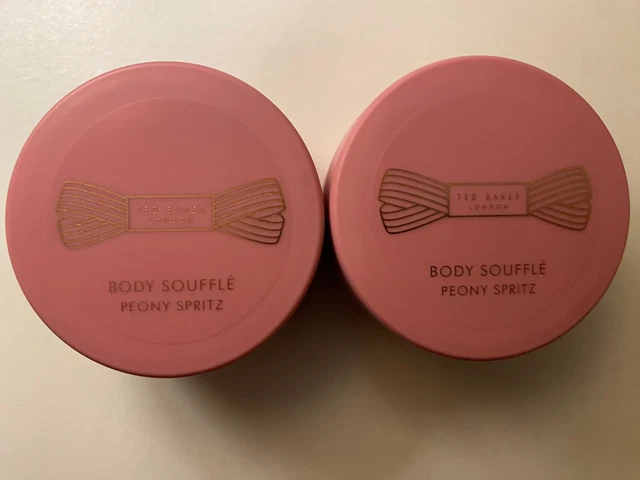 TED BAKER
LONDON
BODY SOUFFLÉ
PEONY SPRITZ
TED BAKER
LONDON
BODY SOUFFLÉ
PEONY SPRITZ